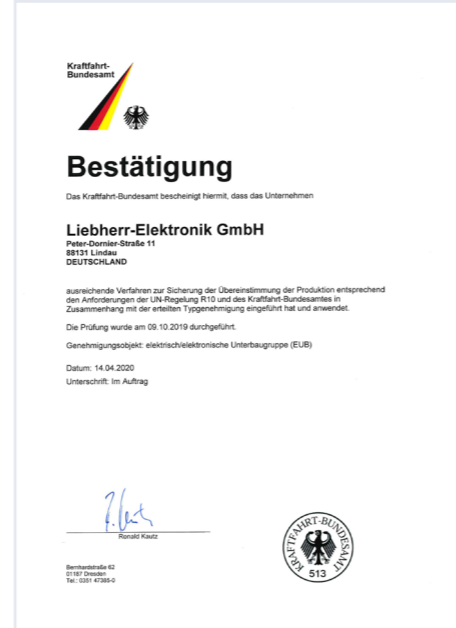 Kraftfahrt-
Bundesamt
Bestätigung
Das Kraftfahrt-Bundesamt bescheinigt hiermit, dass das Unternehmen
Liebherr-Elektronik GmbH
Peter-Dornier-Straße 11
88131 Lindau
DEUTSCHLAND
ausreichende Verfahren zur Sicherung der Übereinstimmung der Produktion entsprechend
den Anforderungen der UN-Regelung R10 und des Kraftfahrt-Bundesamtes in
Zusammenhang mit der erteilten Typgenehmigung eingeführt hat und anwendet.
Die Prüfung wurde am 09.10.2019 durchgeführt.
Genehmigungsobjekt: elektrisch/elektronische Unterbaugruppe (EUB)
Datum: 14.04.2020
Unterschrift: Im Auftrag
R. Kautz
Ronald Kautz
KRAFTFAHRT-BUNDESAMT
513
Bernhardstraße 62
01187 Dresden
Tel.: 0351 47385-0